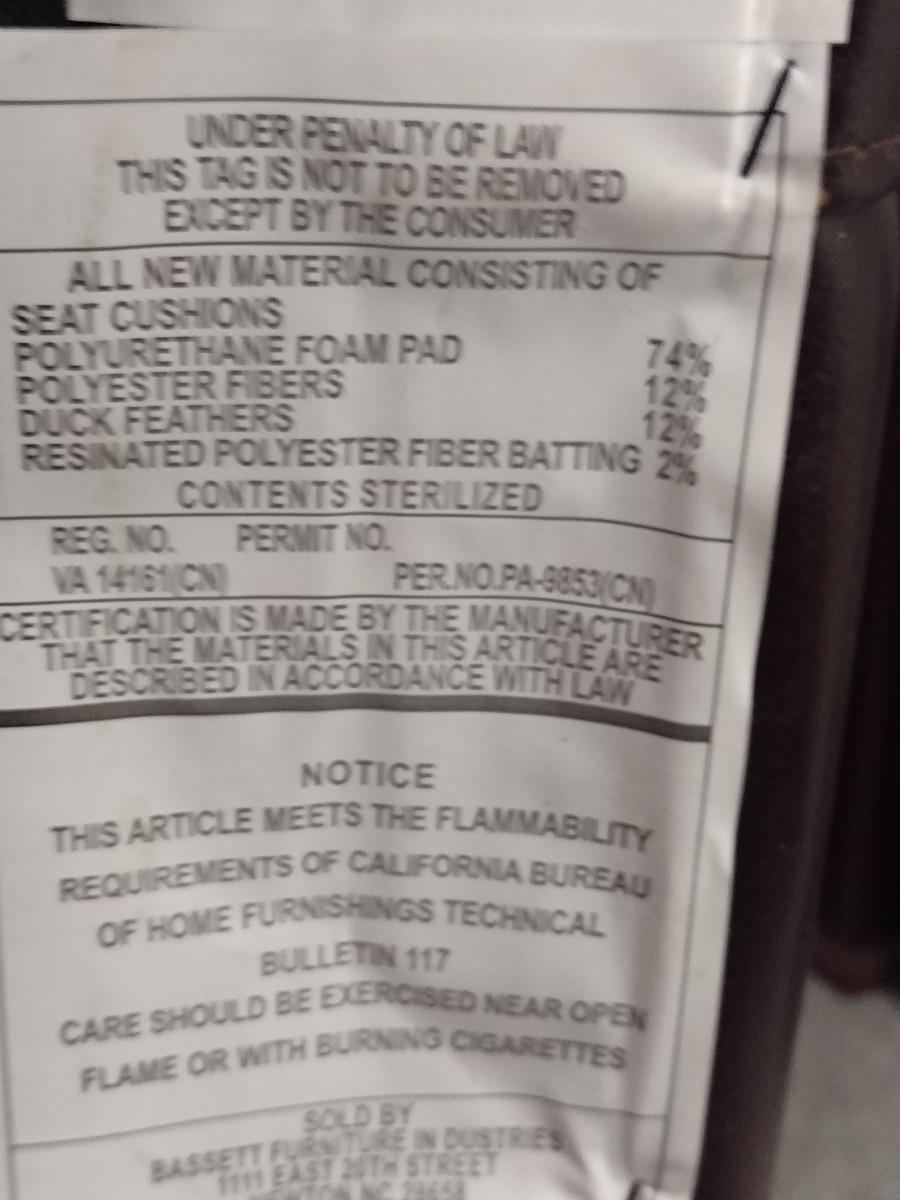 UNDER PENALTY OF LAW
THIS TAG IS NOT TO BE REMOVED
EXCEPT BY THE CONSUMER
ALL NEW MATERIAL CONSISTING OF
SEAT CUSHIONS
POLYURETHANE FOAM PAD 74%
POLYESTER FIBERS 12%
DUCK FEATHERS 12%
RESINATED POLYESTER FIBER BATTING 2%
CONTENTS STERILIZED
REG. NO. PERMIT NO.
VA 14161(CN) PER.NO.PA-9853(CN)
CERTIFICATION IS MADE BY THE MANUFACTURER
THAT THE MATERIALS IN THIS ARTICLE ARE
DESCRIBED IN ACCORDANCE WITH LAW
NOTICE
THIS ARTICLE MEETS THE FLAMMABILITY
REQUIREMENTS OF CALIFORNIA BUREAU
OF HOME FURNISHINGS TECHNICAL
BULLETIN 117
CARE SHOULD BE EXERCISED NEAR OPEN
FLAME OR WITH BURNING CIGARETTES
SOLD BY
BASSETT FURNITURE IN DUSTRIES
1111 EAST 20TH STREET
NEWTON NC 28658